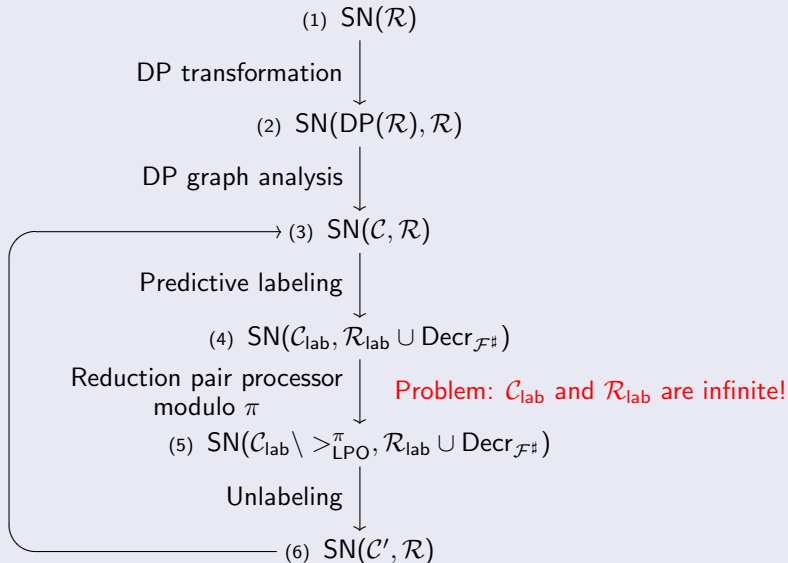 (1) SN(ℛ)
DP transformation
(2) SN(DP(ℛ), ℛ)
DP graph analysis
(3) SN(𝒞, ℛ)
Predictive labeling
(4) SN(𝒞_lab, ℛ_lab ∪ Decr_ℱ♯)
Reduction pair processor
modulo π
Problem: 𝒞_lab and ℛ_lab are infinite!
(5) SN(𝒞_lab\ >^π_LPO, ℛ_lab ∪ Decr_ℱ♯)
Unlabeling
(6) SN(𝒞′, ℛ)